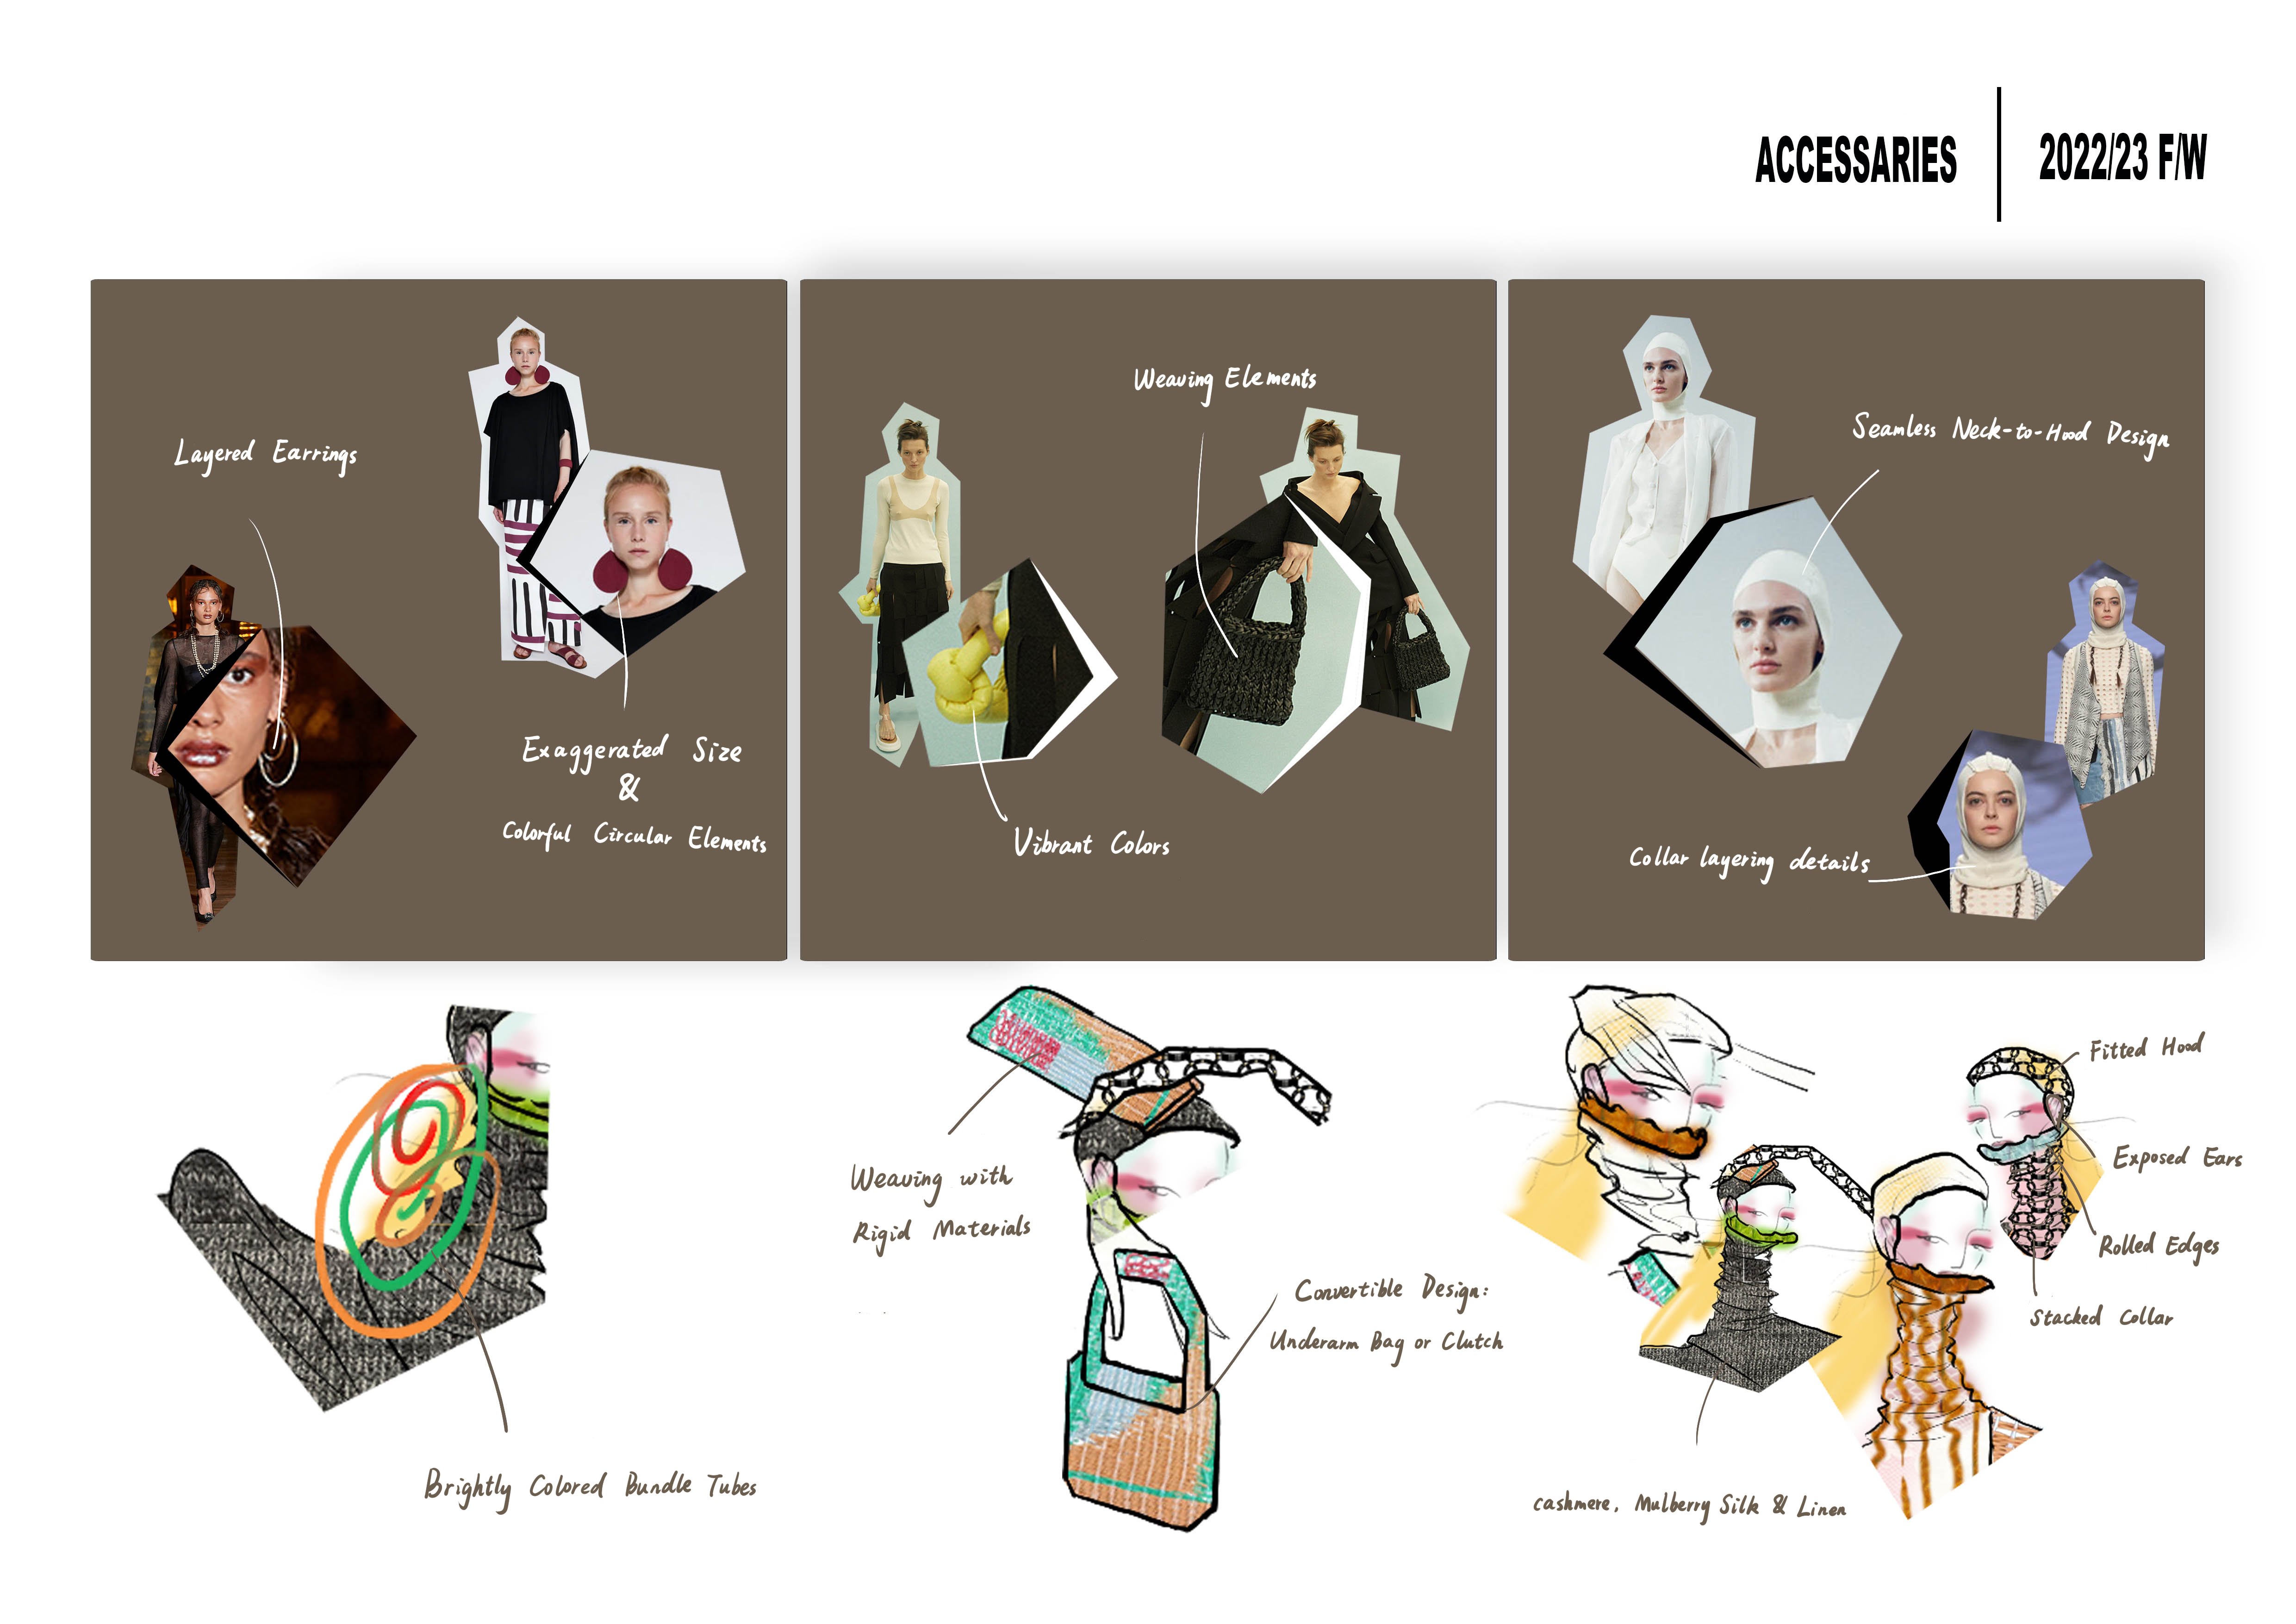 ACCESSARIES
2022/23 F/W
Layered Earrings
Exaggerated Size
&
Colorful Circular Elements
Weaving Elements
Vibrant Colors
Seamless Neck-to-Hood Design
Collar layering details
Brightly Colored Bundle Tubes
Weaving with
Rigid Materials
Convertible Design:
Underarm Bag or Clutch
Fitted Hood
Exposed Ears
Rolled Edges
Stacked Collar
cashmere, Mulberry Silk & Linen